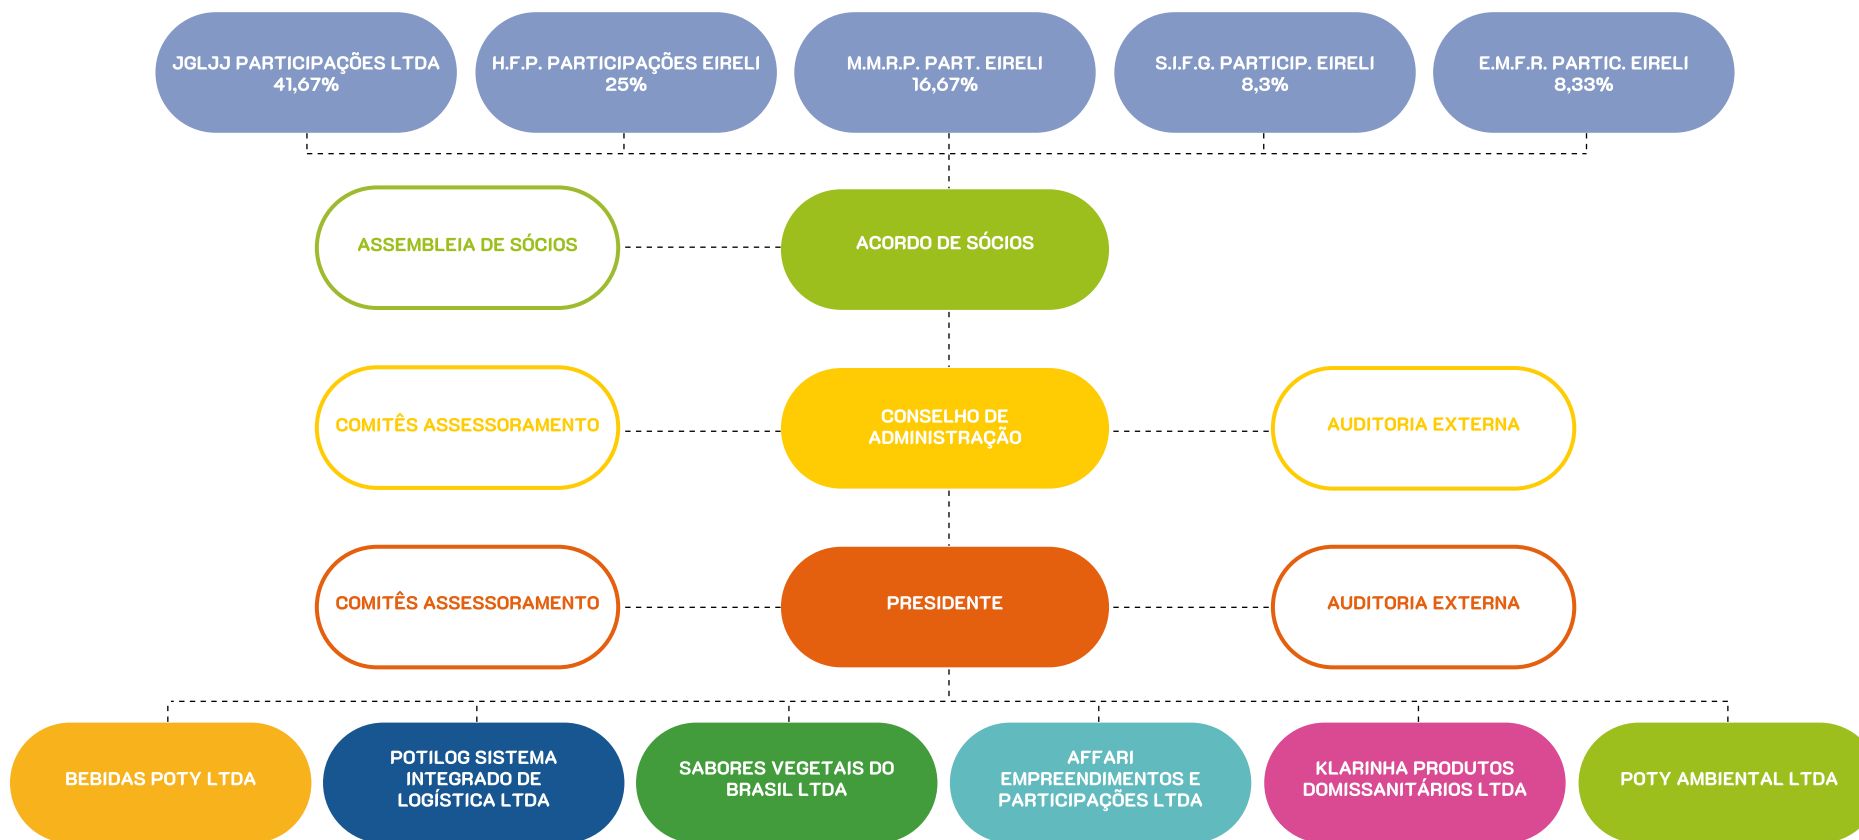 JGLJJ PARTICIPAÇÕES LTDA
41,67%
H.F.P. PARTICIPAÇÕES EIRELI
25%
M.M.R.P. PART. EIRELI
16,67%
S.I.F.G. PARTICIP. EIRELI
8,3%
E.M.F.R. PARTIC. EIRELI
8,33%
ASSEMBLEIA DE SÓCIOS
ACORDO DE SÓCIOS
COMITÊS ASSESSORAMENTO
CONSELHO DE
ADMINISTRAÇÃO
AUDITORIA EXTERNA
COMITÊS ASSESSORAMENTO
PRESIDENTE
AUDITORIA EXTERNA
BEBIDAS POTY LTDA
POTILOG SISTEMA
INTEGRADO DE
LOGÍSTICA LTDA
SABORES VEGETAIS DO
BRASIL LTDA
AFFARI
EMPREENDIMENTOS E
PARTICIPAÇÕES LTDA
KLARINHA PRODUTOS
DOMISSANITÁRIOS LTDA
POTY AMBIENTAL LTDA